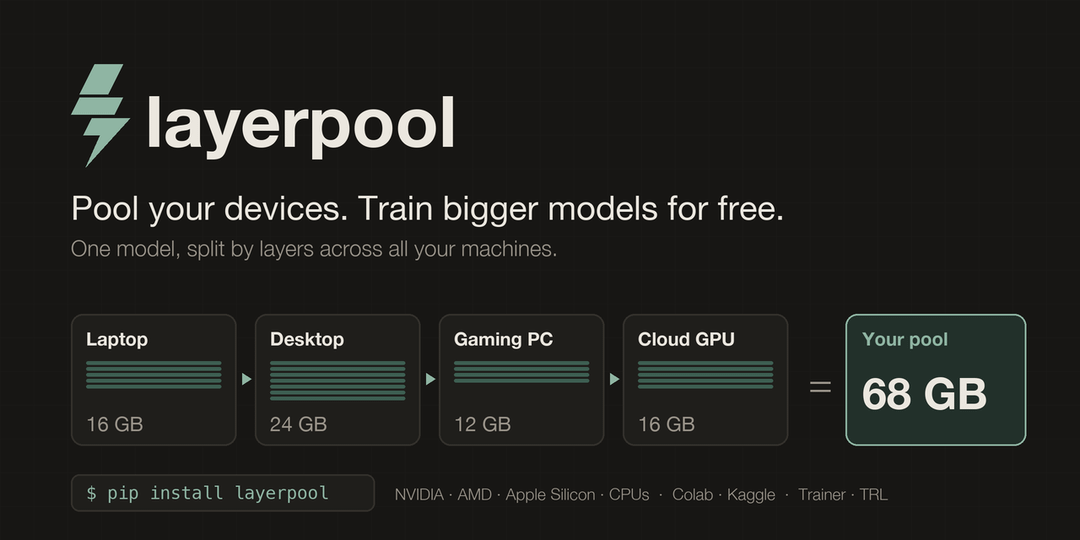 layerpool
Pool your devices. Train bigger models for free.
One model, split by layers across all your machines.
Laptop
16 GB
Desktop
24 GB
Gaming PC
12 GB
Cloud GPU
16 GB
=
Your pool
68 GB
$ pip install layerpool
NVIDIA · AMD · Apple Silicon · CPUs · Colab · Kaggle · Trainer · TRL